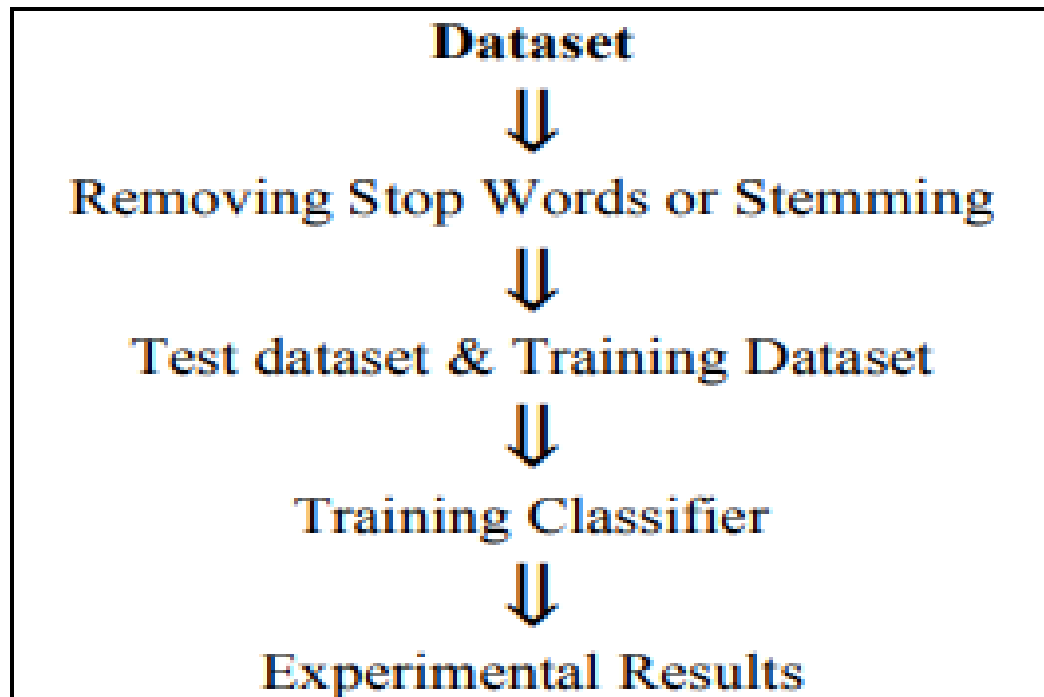 Dataset
⇓
Removing Stop Words or Stemming
⇓
Test dataset & Training Dataset
⇓
Training Classifier
⇓
Experimental Results